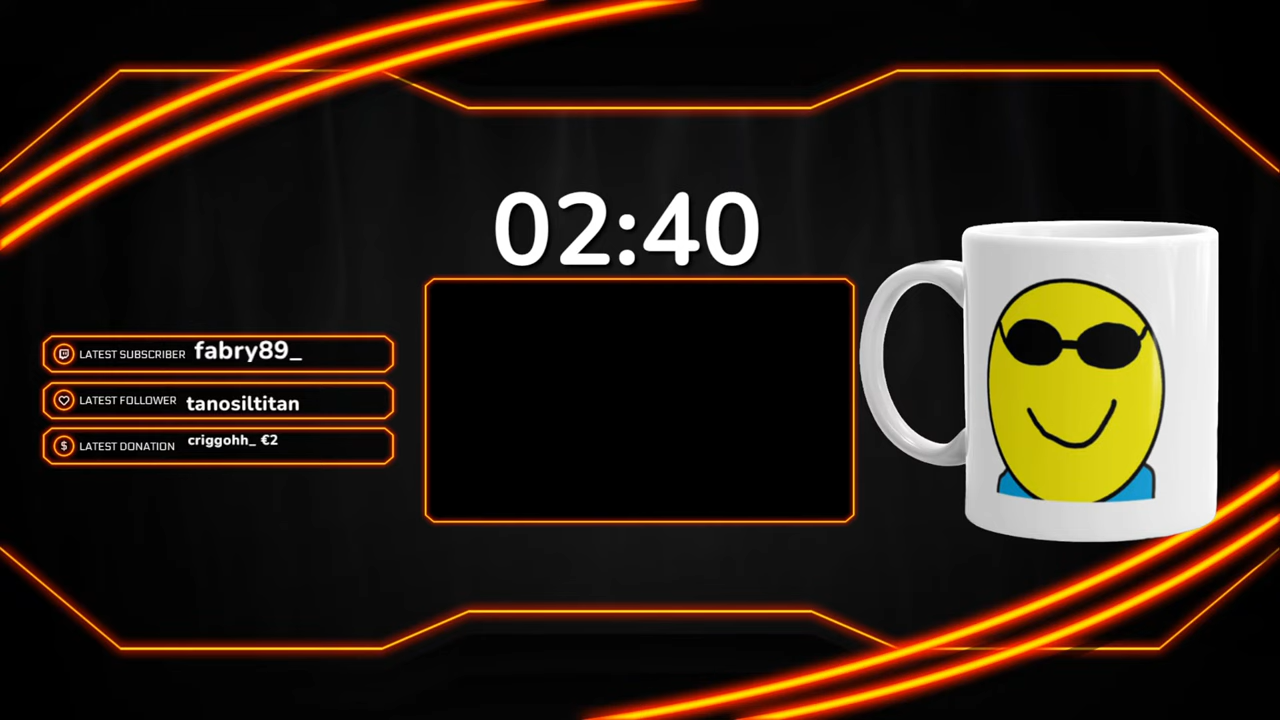 02:40
LATEST SUBSCRIBER fabry89_
LATEST FOLLOWER tanosiltitan
$ LATEST DONATION criggohh_ €2